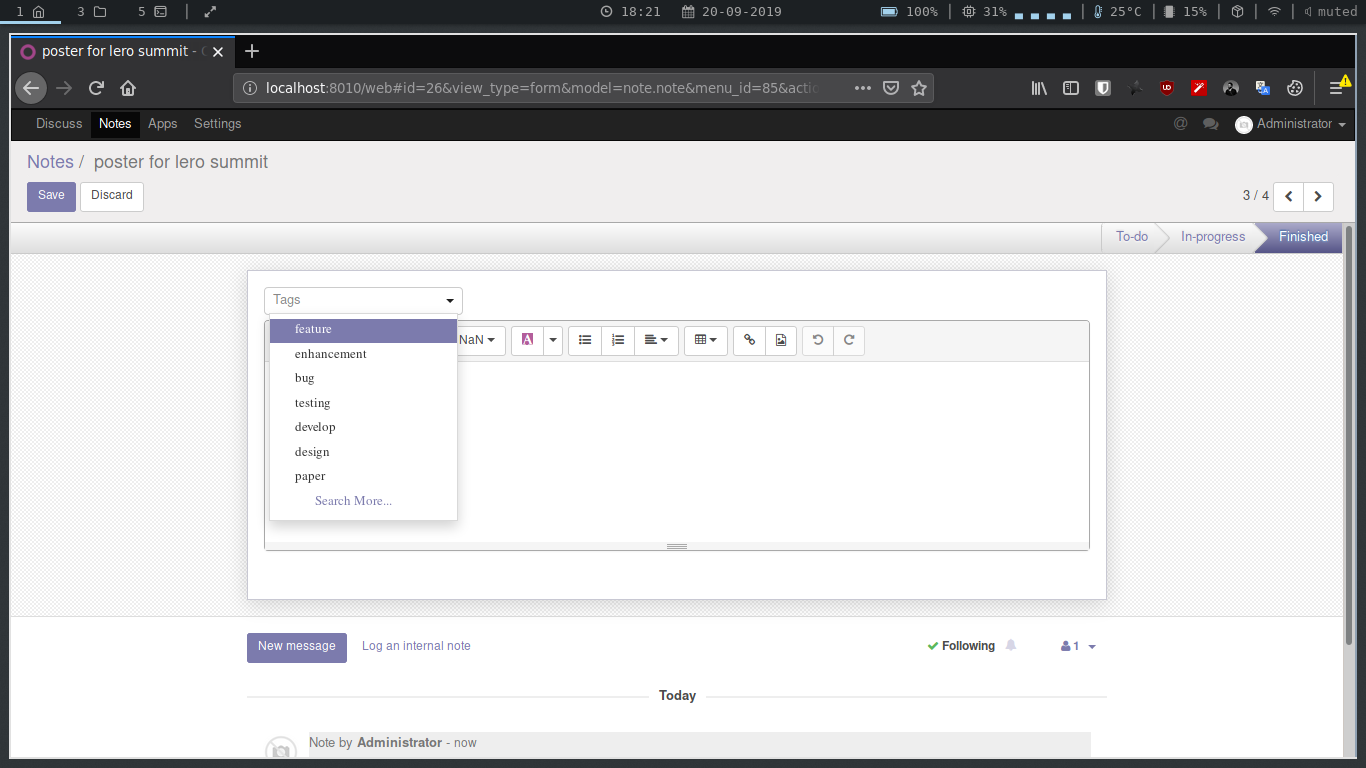 1 3 5 18:21 20-09-2019 100% 31% 25°C 15% muted
poster for lero summit -
localhost:8010/web#id=26&view_type=form&model=note.note&menu_id=85&actio
Discuss Notes Apps Settings Administrator
Notes / poster for lero summit
Save Discard 3 / 4
To-do In-progress Finished
Tags
feature
NaN A
enhancement
bug
testing
develop
design
paper
Search More...
New message Log an internal note Following 1
Today
Note by Administrator - now